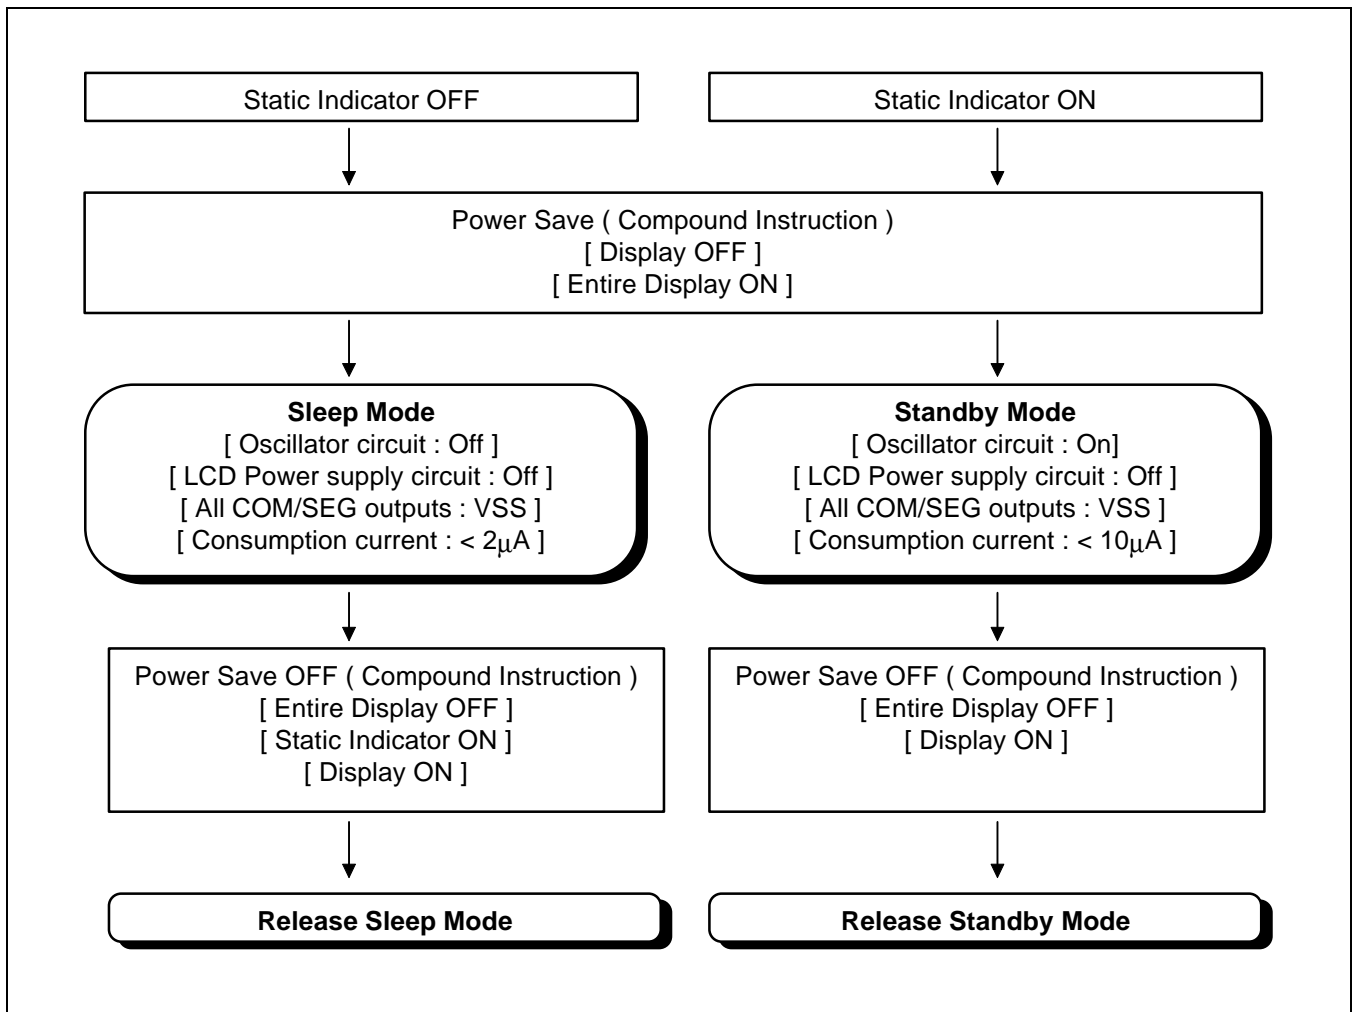 Static Indicator OFF
Static Indicator ON
Power Save ( Compound Instruction )
[ Display OFF ]
[ Entire Display ON ]
Sleep Mode
[ Oscillator circuit : Off ]
[ LCD Power supply circuit : Off ]
[ All COM/SEG outputs : VSS ]
[ Consumption current : < 2μA ]
Standby Mode
[ Oscillator circuit : On]
[ LCD Power supply circuit : Off ]
[ All COM/SEG outputs : VSS ]
[ Consumption current : < 10μA ]
Power Save OFF ( Compound Instruction )
[ Entire Display OFF ]
[ Static Indicator ON ]
[ Display ON ]
Power Save OFF ( Compound Instruction )
[ Entire Display OFF ]
[ Display ON ]
Release Sleep Mode
Release Standby Mode